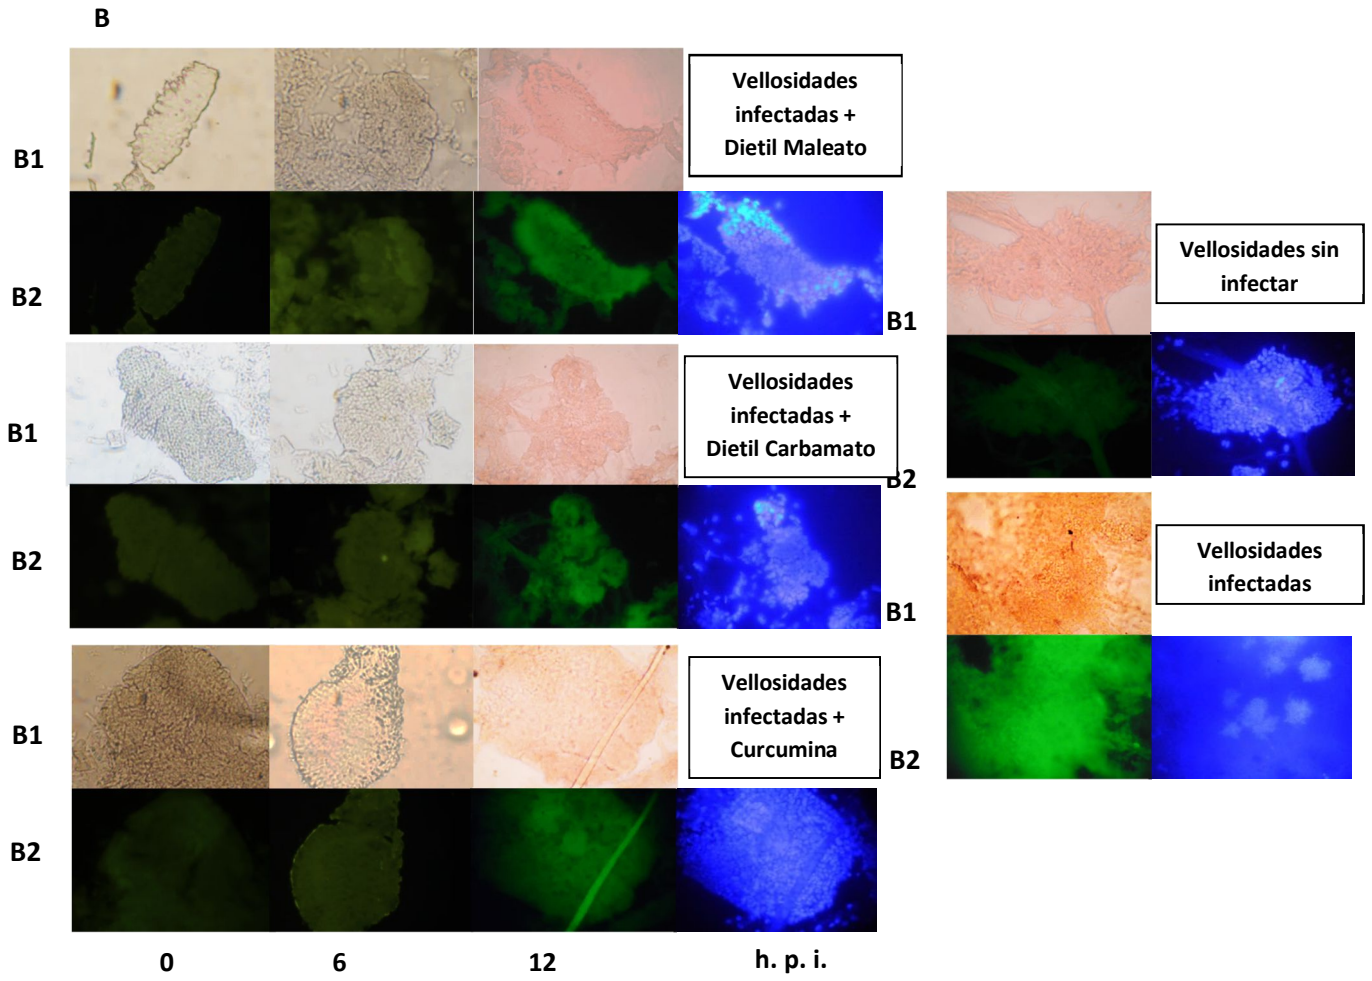 B
Vellosidades
infectadas +
Dietil Maleato
B1
B2
B1
Vellosidades sin
infectar
Vellosidades
infectadas +
Dietil Carbamato
B1
B2
B2
B1
Vellosidades
infectadas
Vellosidades
infectadas +
Curcumina
B1
B2
B2
0 6 12 h. p. i.